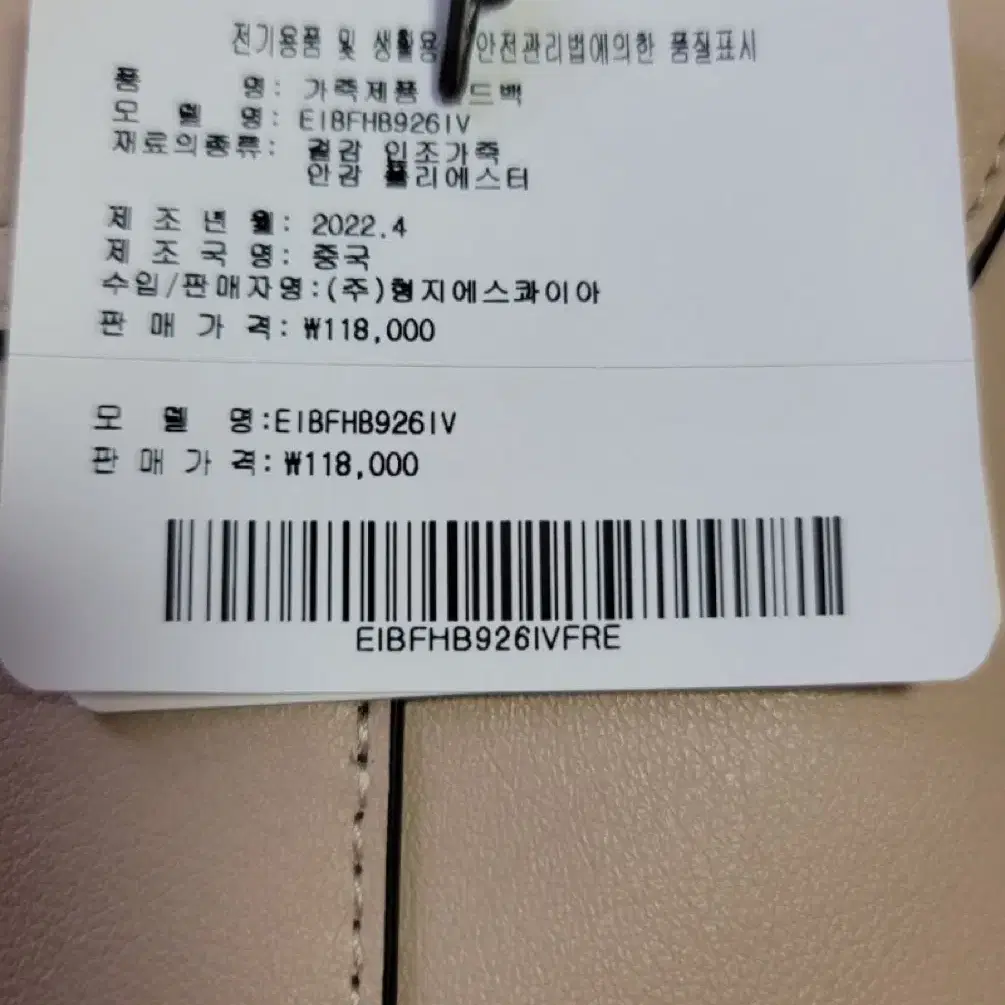 전기용품 및 생활용 안전관리법에의한 품질표시
품 명: 가죽제품 드백
모 델 명: EIBFHB926IV
재료의종류: 겉감 인조가죽
안감 폴리에스터
제 조 년 월: 2022.4
제 조 국 명: 중국
수입/판매자명:(주)형지에스콰이아
판 매 가 격: ₩118,000
모 델 명:EIBFHB926IV
판 매 가 격: ₩118,000
EIBFHB926IVFRE